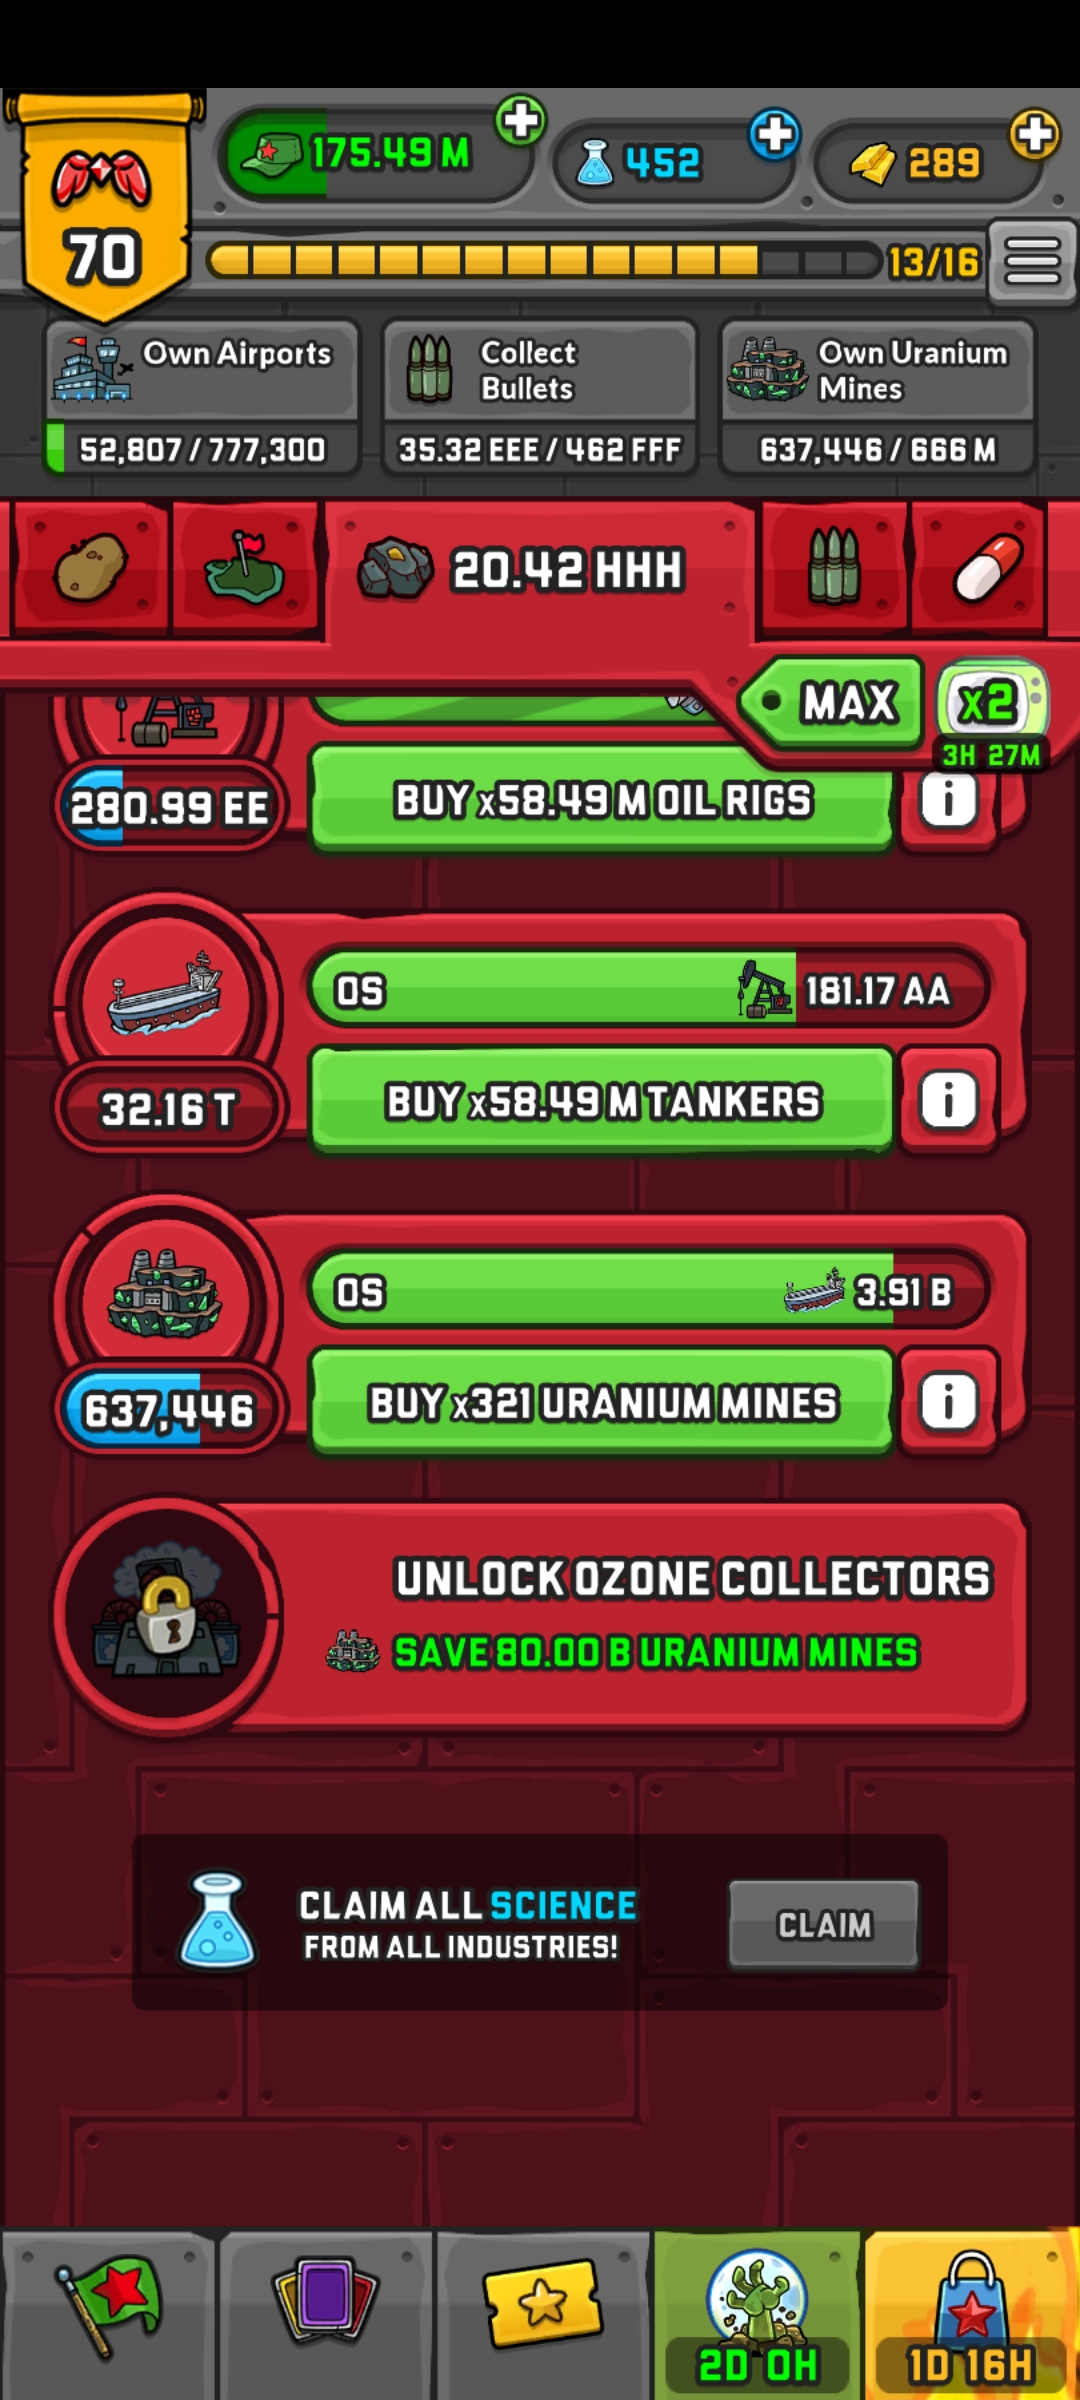 70
175.49 M
452
289
13/16
Own Airports
52,807 / 777,300
Collect
Bullets
35.32 EEE / 462 FFF
Own Uranium
Mines
637,446 / 666 M
20.42 HHH
MAX
x2
3H 27M
280.99 EE
BUY x58.49 M OIL RIGS
i
0S
181.17 AA
32.16 T
BUY x58.49 M TANKERS
i
0S
3.91 B
637,446
BUY x321 URANIUM MINES
i
UNLOCK OZONE COLLECTORS
SAVE 80.00 B URANIUM MINES
CLAIM ALL SCIENCE
FROM ALL INDUSTRIES!
CLAIM
2D 0H
1D 16H